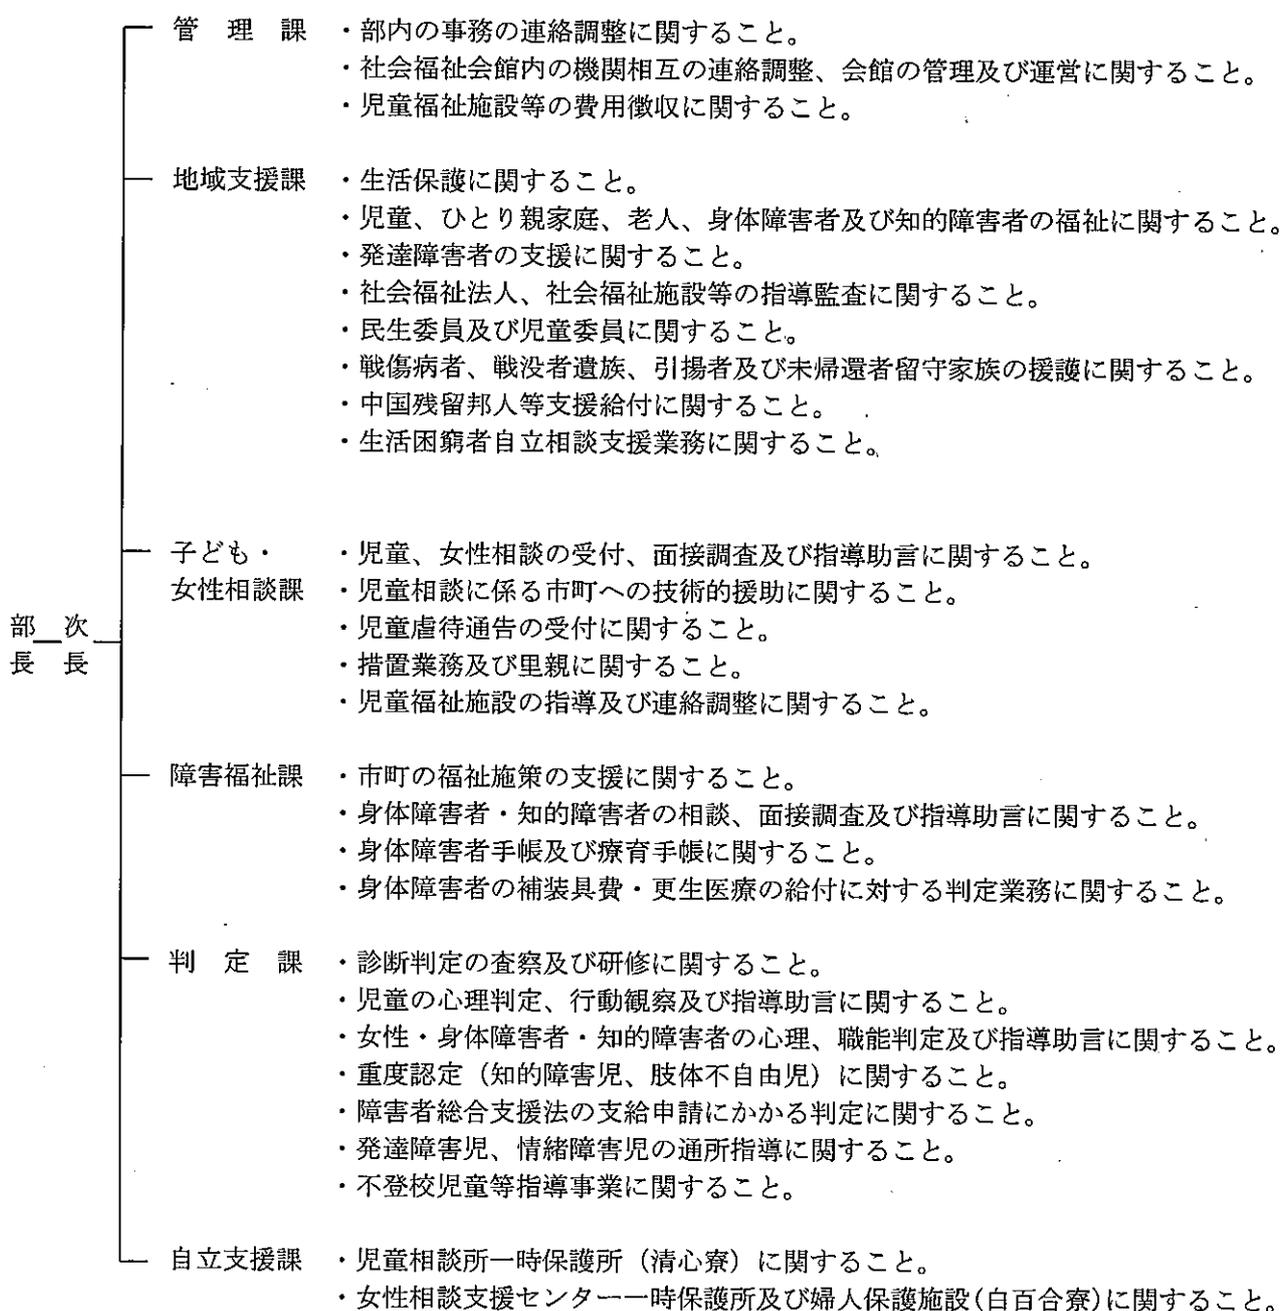 管理課 ・部内の事務の連絡調整に関すること。
・社会福祉会館内の機関相互の連絡調整、会館の管理及び運営に関すること。
・児童福祉施設等の費用徴収に関すること。
地域支援課 ・生活保護に関すること。
・児童、ひとり親家庭、老人、身体障害者及び知的障害者の福祉に関すること。
・発達障害者の支援に関すること。
・社会福祉法人、社会福祉施設等の指導監査に関すること。
・民生委員及び児童委員に関すること。
・戦傷病者、戦没者遺族、引揚者及び未帰還者留守家族の援護に関すること。
・中国残留邦人等支援給付に関すること。
・生活困窮者自立相談支援業務に関すること。
子ども・ ・児童、女性相談の受付、面接調査及び指導助言に関すること。
女性相談課 ・児童相談に係る市町への技術的援助に関すること。
部 次 ・児童虐待通告の受付に関すること。
長 長 ・措置業務及び里親に関すること。
・児童福祉施設の指導及び連絡調整に関すること。
障害福祉課 ・市町の福祉施策の支援に関すること。
・身体障害者・知的障害者の相談、面接調査及び指導助言に関すること。
・身体障害者手帳及び療育手帳に関すること。
・身体障害者の補装具費・更生医療の給付に対する判定業務に関すること。
判定課 ・診断判定の査察及び研修に関すること。
・児童の心理判定、行動観察及び指導助言に関すること。
・女性・身体障害者・知的障害者の心理、職能判定及び指導助言に関すること。
・重度認定（知的障害児、肢体不自由児）に関すること。
・障害者総合支援法の支給申請にかかる判定に関すること。
・発達障害児、情緒障害児の通所指導に関すること。
・不登校児童等指導事業に関すること。
自立支援課 ・児童相談所一時保護所（清心寮）に関すること。
・女性相談支援センター一時保護所及び婦人保護施設(白百合寮)に関すること。